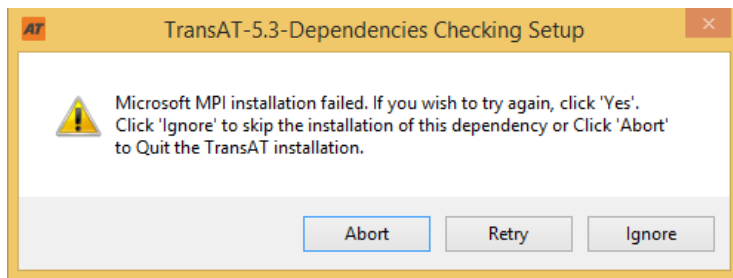 AT TransAT-5.3-Dependencies Checking Setup
Microsoft MPI installation failed. If you wish to try again, click 'Yes'.
Click 'Ignore' to skip the installation of this dependency or Click 'Abort'
to Quit the TransAT installation.
Abort Retry Ignore